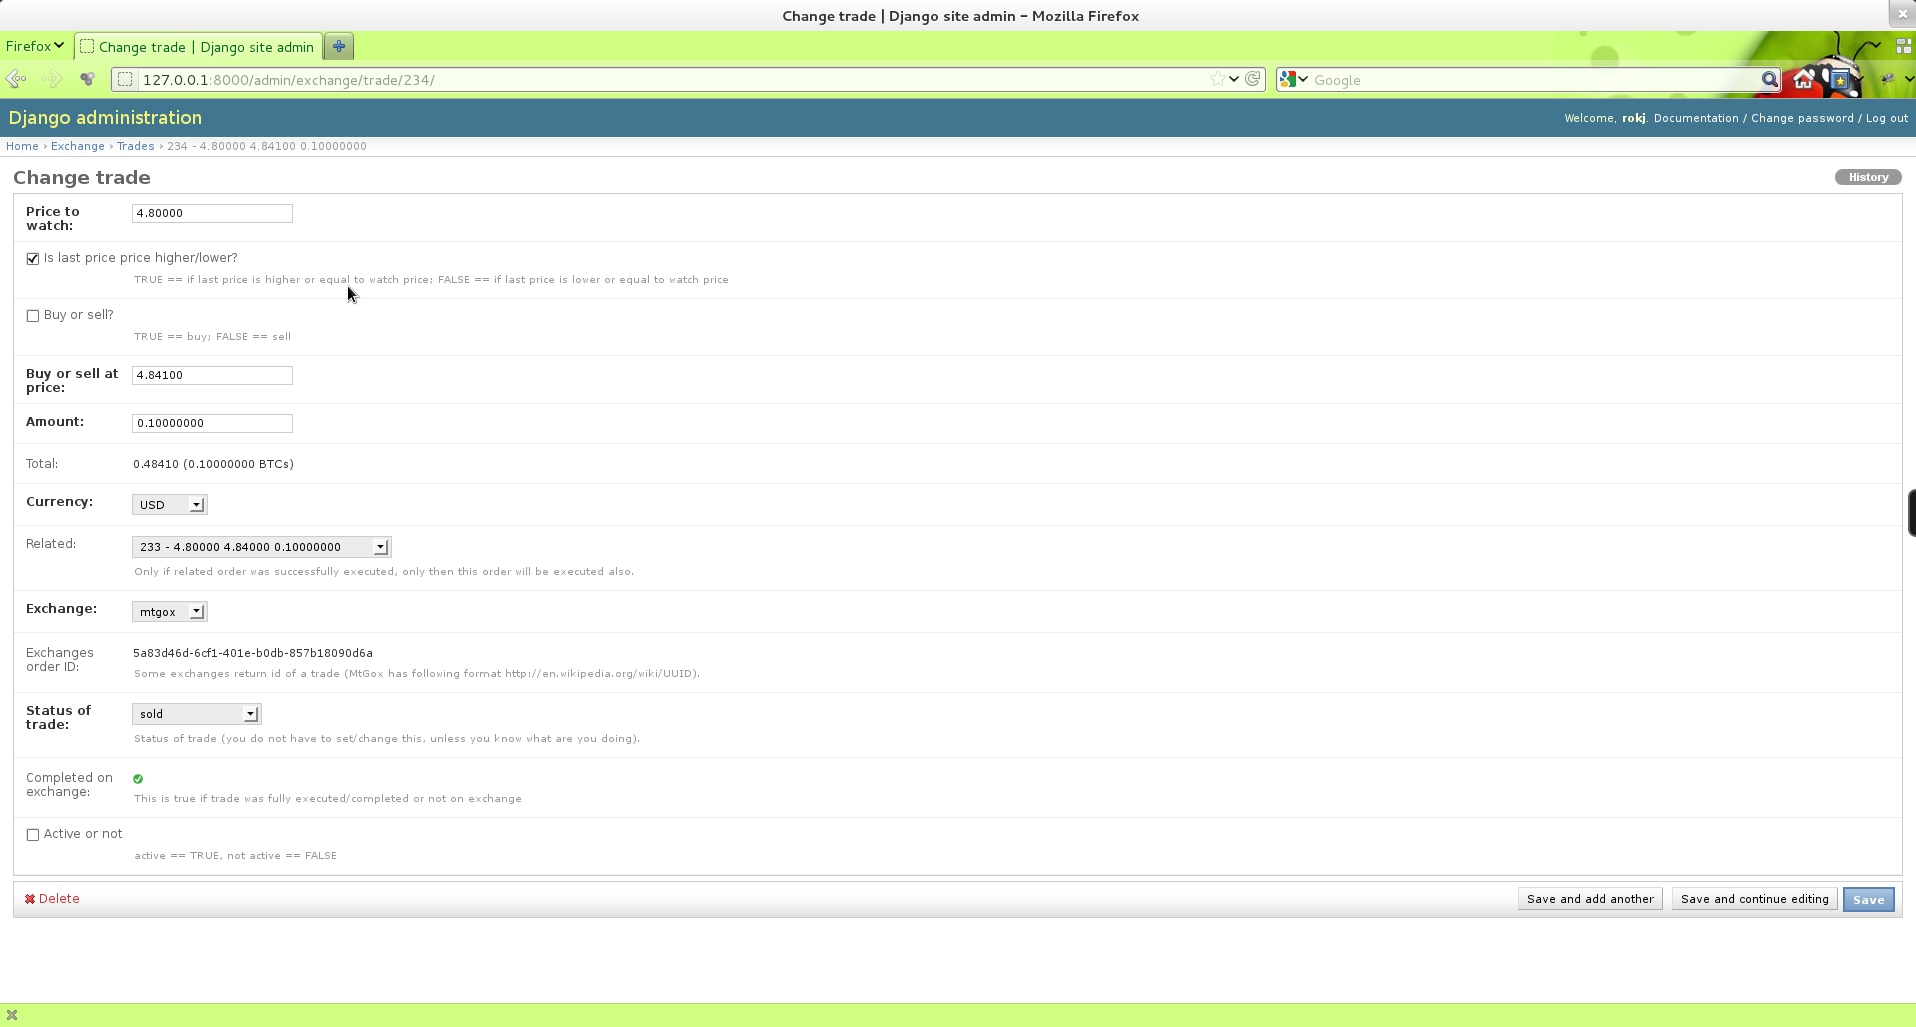 Change trade | Django site admin – Mozilla Firefox
Firefox
Change trade | Django site admin
127.0.0.1:8000/admin/exchange/trade/234/
Google
Django administration
Welcome, rokj. Documentation / Change password / Log out
Home › Exchange › Trades › 234 - 4.80000 4.84100 0.10000000
Change trade
History
Price to watch:
4.80000
Is last price price higher/lower?
TRUE == if last price is higher or equal to watch price; FALSE == if last price is lower or equal to watch price
Buy or sell?
TRUE == buy; FALSE == sell
Buy or sell at price:
4.84100
Amount:
0.10000000
Total:
0.48410 (0.10000000 BTCs)
Currency:
USD
Related:
233 - 4.80000 4.84000 0.10000000
Only if related order was successfully executed, only then this order will be executed also.
Exchange:
mtgox
Exchanges order ID:
5a83d46d-6cf1-401e-b0db-857b18090d6a
Some exchanges return id of a trade (MtGox has following format http://en.wikipedia.org/wiki/UUID).
Status of trade:
sold
Status of trade (you do not have to set/change this, unless you know what are you doing).
Completed on exchange:
This is true if trade was fully executed/completed or not on exchange
Active or not
active == TRUE, not active == FALSE
Delete
Save and add another
Save and continue editing
Save